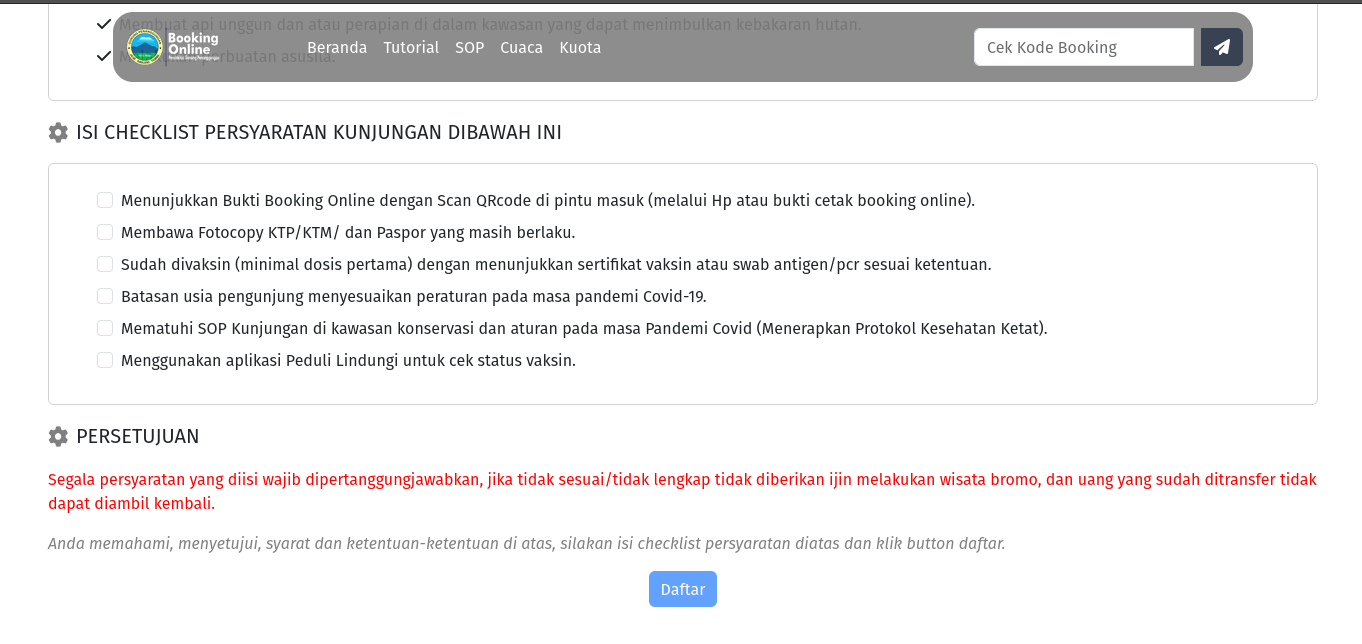 Membuat api unggun dan atau perapian di dalam kawasan yang dapat menimbulkan kebakaran hutan.
Booking
Online
Beranda Tutorial SOP Cuaca Kuota
Cek Kode Booking
perbuatan asusila.
ISI CHECKLIST PERSYARATAN KUNJUNGAN DIBAWAH INI
Menunjukkan Bukti Booking Online dengan Scan QRcode di pintu masuk (melalui Hp atau bukti cetak booking online).
Membawa Fotocopy KTP/KTM/ dan Paspor yang masih berlaku.
Sudah divaksin (minimal dosis pertama) dengan menunjukkan sertifikat vaksin atau swab antigen/pcr sesuai ketentuan.
Batasan usia pengunjung menyesuaikan peraturan pada masa pandemi Covid-19.
Mematuhi SOP Kunjungan di kawasan konservasi dan aturan pada masa Pandemi Covid (Menerapkan Protokol Kesehatan Ketat).
Menggunakan aplikasi Peduli Lindungi untuk cek status vaksin.
PERSETUJUAN
Segala persyaratan yang diisi wajib dipertanggungjawabkan, jika tidak sesuai/tidak lengkap tidak diberikan ijin melakukan wisata bromo, dan uang yang sudah ditransfer tidak
dapat diambil kembali.
Anda memahami, menyetujui, syarat dan ketentuan-ketentuan di atas, silakan isi checklist persyaratan diatas dan klik button daftar.
Daftar